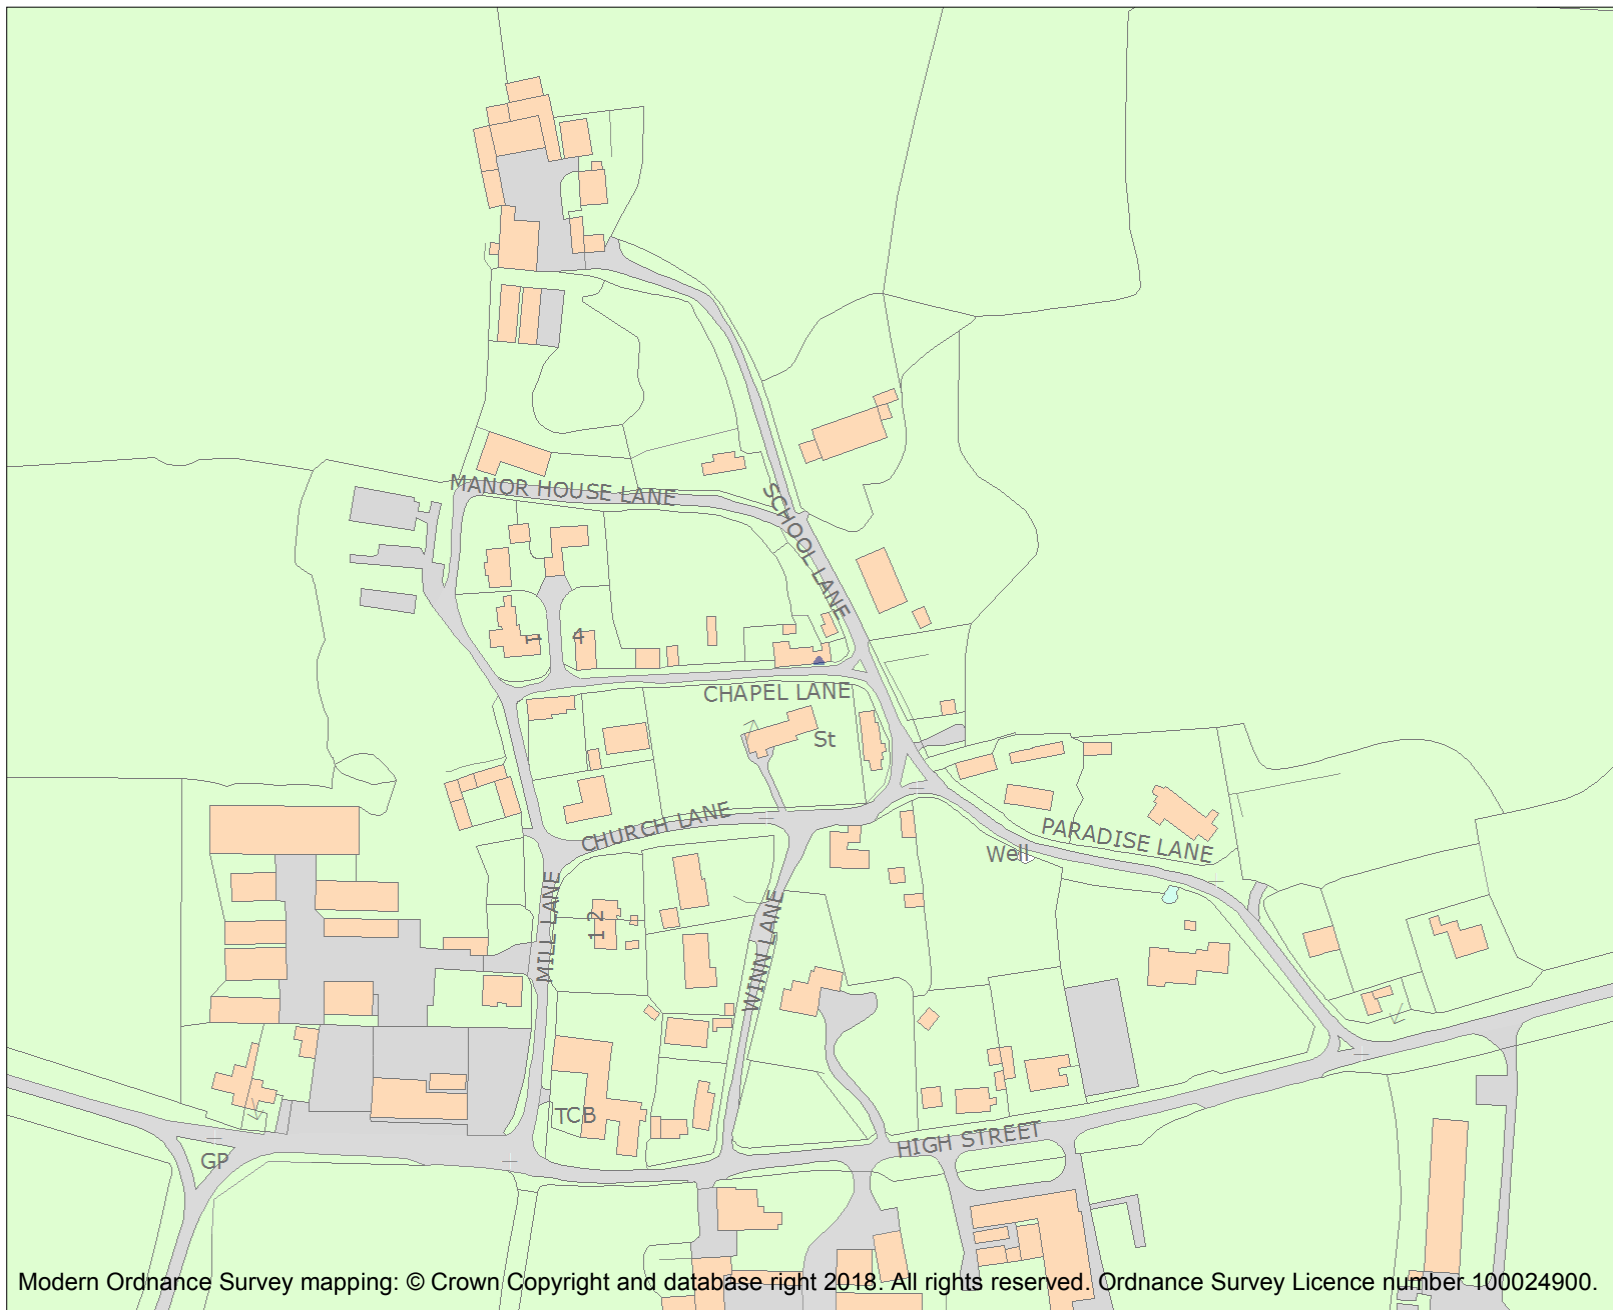 MANOR HOUSE LANE
SCHOOL LANE
1
4
CHAPEL LANE
St
CHURCH LANE
PARADISE LANE
Well
MILL LANE
1 2
WINN LANE
TCB
HIGH STREET
GP
Modern Ordnance Survey mapping: © Crown Copyright and database right 2018. All rights reserved. Ordnance Survey Licence number 100024900.